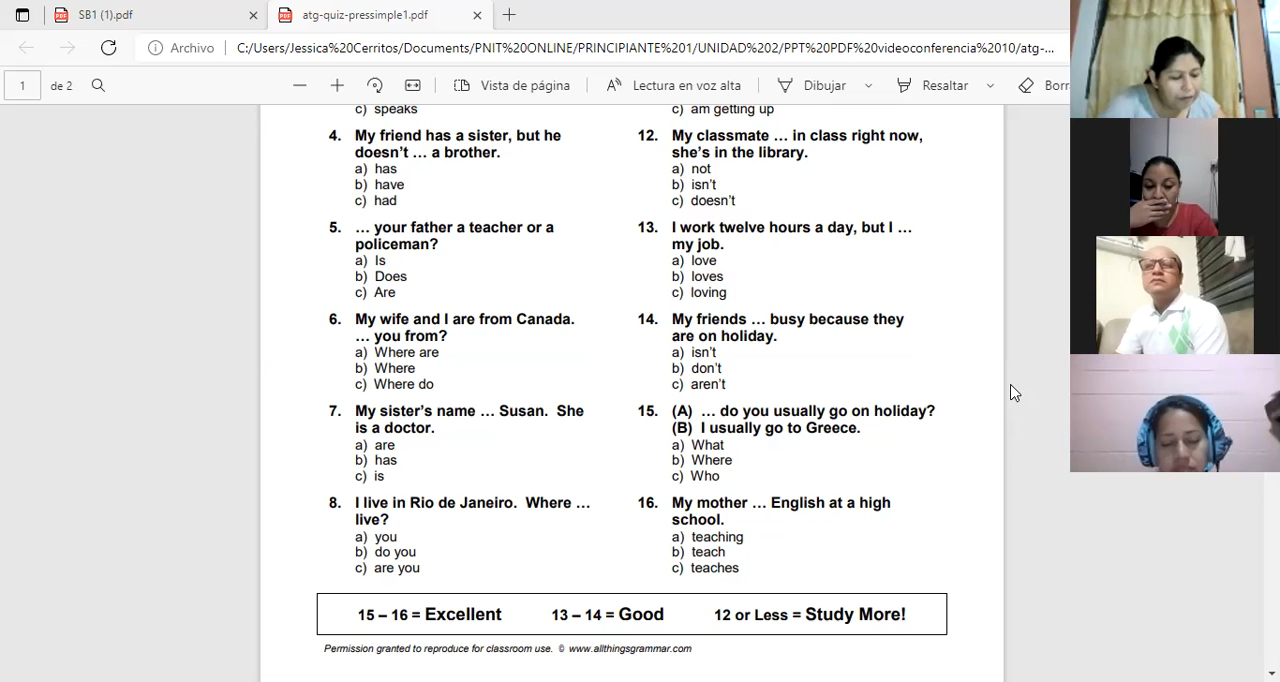 SB1 (1).pdf
atg-quiz-pressimple1.pdf
Archivo
C:/Users/Jessica%20Cerritos/Documents/PNIT%20ONLINE/PRINCIPIANTE%201/UNIDAD%202/PPT%20PDF%20videoconferencia%2010/atg-...
1 de 2
Vista de página
Lectura en voz alta
Dibujar
Resaltar
Borr
c) speaks
4. My friend has a sister, but he
doesn't … a brother.
a) has
b) have
c) had
5. … your father a teacher or a
policeman?
a) Is
b) Does
c) Are
6. My wife and I are from Canada.
… you from?
a) Where are
b) Where
c) Where do
7. My sister's name … Susan. She
is a doctor.
a) are
b) has
c) is
8. I live in Rio de Janeiro. Where …
live?
a) you
b) do you
c) are you
c) am getting up
12. My classmate … in class right now,
she's in the library.
a) not
b) isn't
c) doesn't
13. I work twelve hours a day, but I …
my job.
a) love
b) loves
c) loving
14. My friends … busy because they
are on holiday.
a) isn't
b) don't
c) aren't
15. (A) … do you usually go on holiday?
(B) I usually go to Greece.
a) What
b) Where
c) Who
16. My mother … English at a high
school.
a) teaching
b) teach
c) teaches
15 – 16 = Excellent 13 – 14 = Good 12 or Less = Study More!
Permission granted to reproduce for classroom use. © www.allthingsgrammar.com